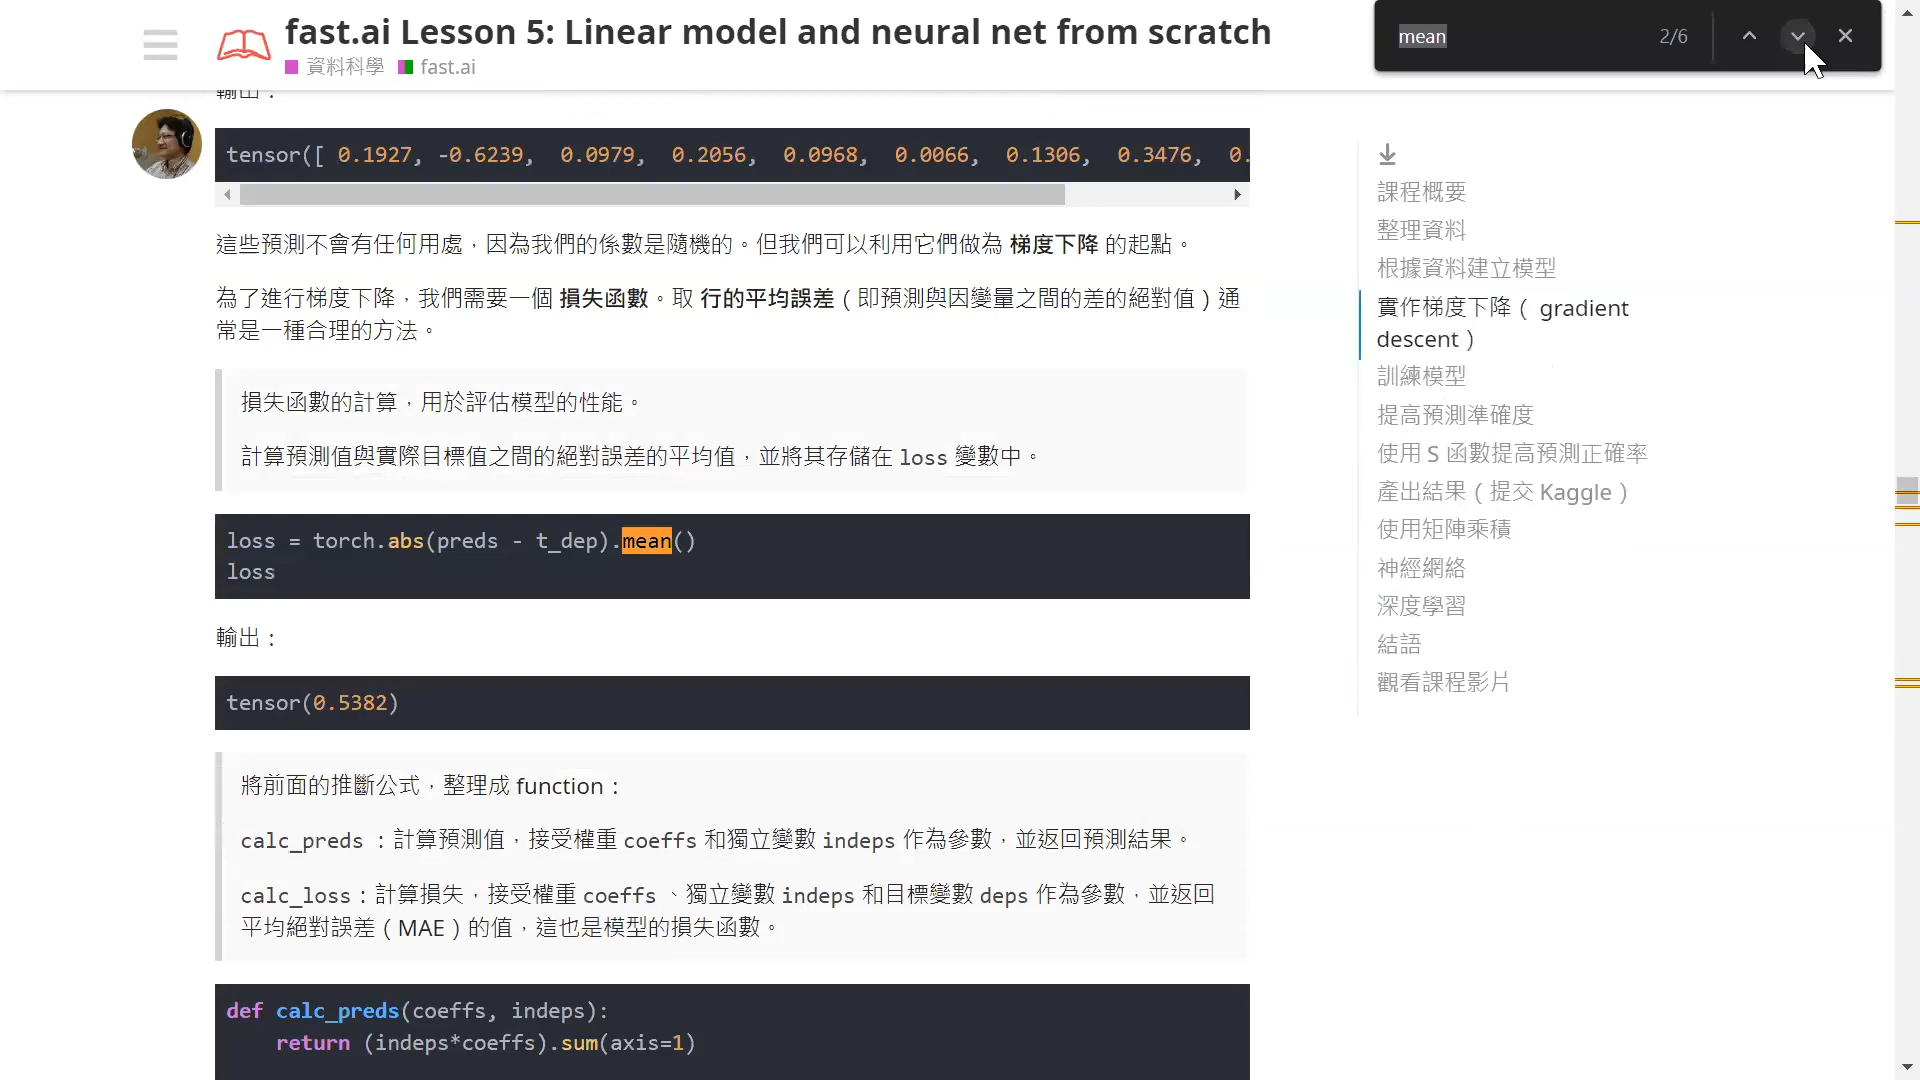 fast.ai Lesson 5: Linear model and neural net from scratch
資料科學 fast.ai
mean 2/6
輸出：
tensor([ 0.1927, -0.6239,  0.0979,  0.2056,  0.0968,  0.0066,  0.1306,  0.3476,  0.
這些預測不會有任何用處，因為我們的係數是隨機的。但我們可以利用它們做為 梯度下降 的起點。
為了進行梯度下降，我們需要一個 損失函數。取 行的平均誤差（即預測與因變量之間的差的絕對值）通
常是一種合理的方法。
損失函數的計算，用於評估模型的性能。
計算預測值與實際目標值之間的絕對誤差的平均值，並將其存儲在 loss 變數中。
loss = torch.abs(preds - t_dep).mean()
loss
輸出：
tensor(0.5382)
將前面的推斷公式，整理成 function：
calc_preds ：計算預測值，接受權重 coeffs 和獨立變數 indeps 作為參數，並返回預測結果。
calc_loss：計算損失，接受權重 coeffs 、獨立變數 indeps 和目標變數 deps 作為參數，並返回
平均絕對誤差（MAE）的值，這也是模型的損失函數。
def calc_preds(coeffs, indeps):
    return (indeps*coeffs).sum(axis=1)
課程概要
整理資料
根據資料建立模型
實作梯度下降（ gradient
descent）
訓練模型
提高預測準確度
使用 S 函數提高預測正確率
產出結果（提交 Kaggle）
使用矩陣乘積
神經網絡
深度學習
結語
觀看課程影片